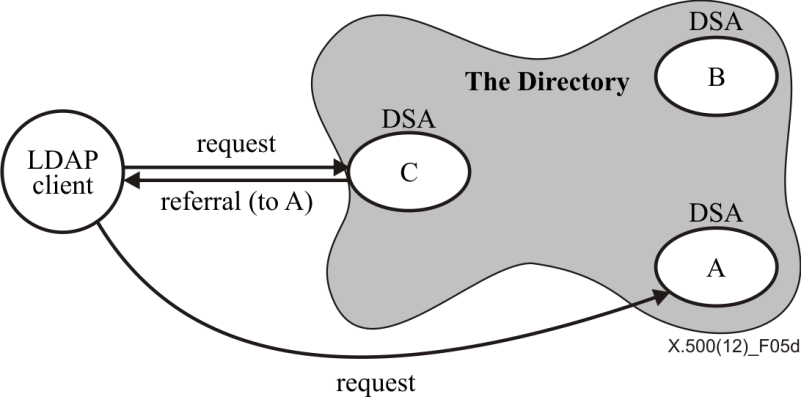 DSA
The Directory
B
DSA
request
LDAP
client
C
referral (to A)
DSA
A
X.500(12)_F05d
request